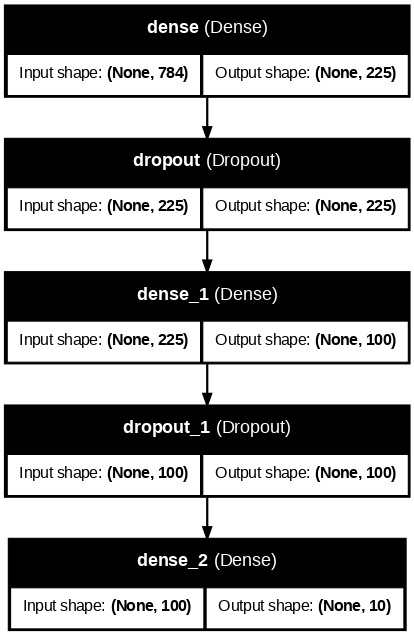 dense (Dense)
Input shape: (None, 784) Output shape: (None, 225)
dropout (Dropout)
Input shape: (None, 225) Output shape: (None, 225)
dense_1 (Dense)
Input shape: (None, 225) Output shape: (None, 100)
dropout_1 (Dropout)
Input shape: (None, 100) Output shape: (None, 100)
dense_2 (Dense)
Input shape: (None, 100) Output shape: (None, 10)